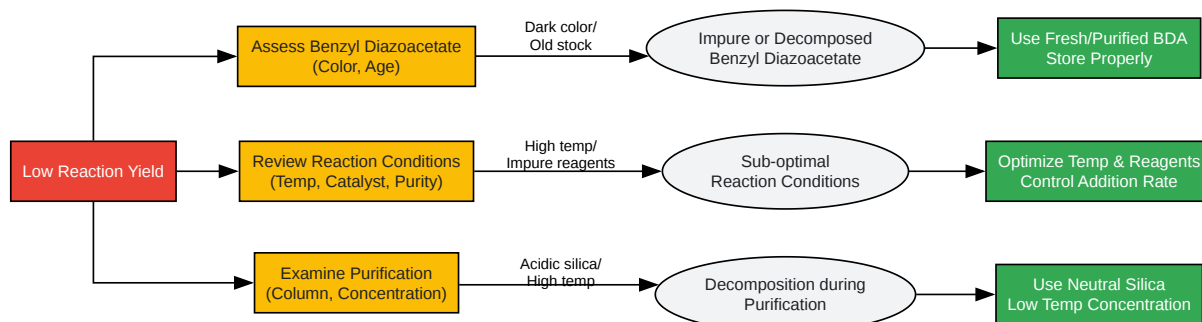 Assess Benzyl Diazoacetate
(Color, Age)
Dark color/
Old stock
Impure or Decomposed
Benzyl Diazoacetate
Use Fresh/Purified BDA
Store Properly
Low Reaction Yield
Review Reaction Conditions
(Temp, Catalyst, Purity)
High temp/
Impure reagents
Sub-optimal
Reaction Conditions
Optimize Temp & Reagents
Control Addition Rate
Examine Purification
(Column, Concentration)
Acidic silica/
High temp
Decomposition during
Purification
Use Neutral Silica
Low Temp Concentration